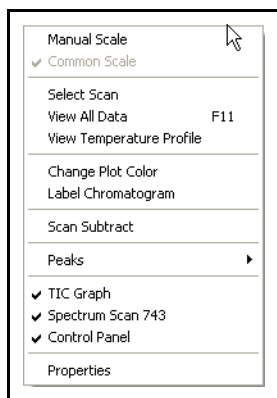 Manual Scale
Common Scale
Select Scan
View All Data F11
View Temperature Profile
Change Plot Color
Label Chromatogram
Scan Subtract
Peaks
TIC Graph
Spectrum Scan 743
Control Panel
Properties